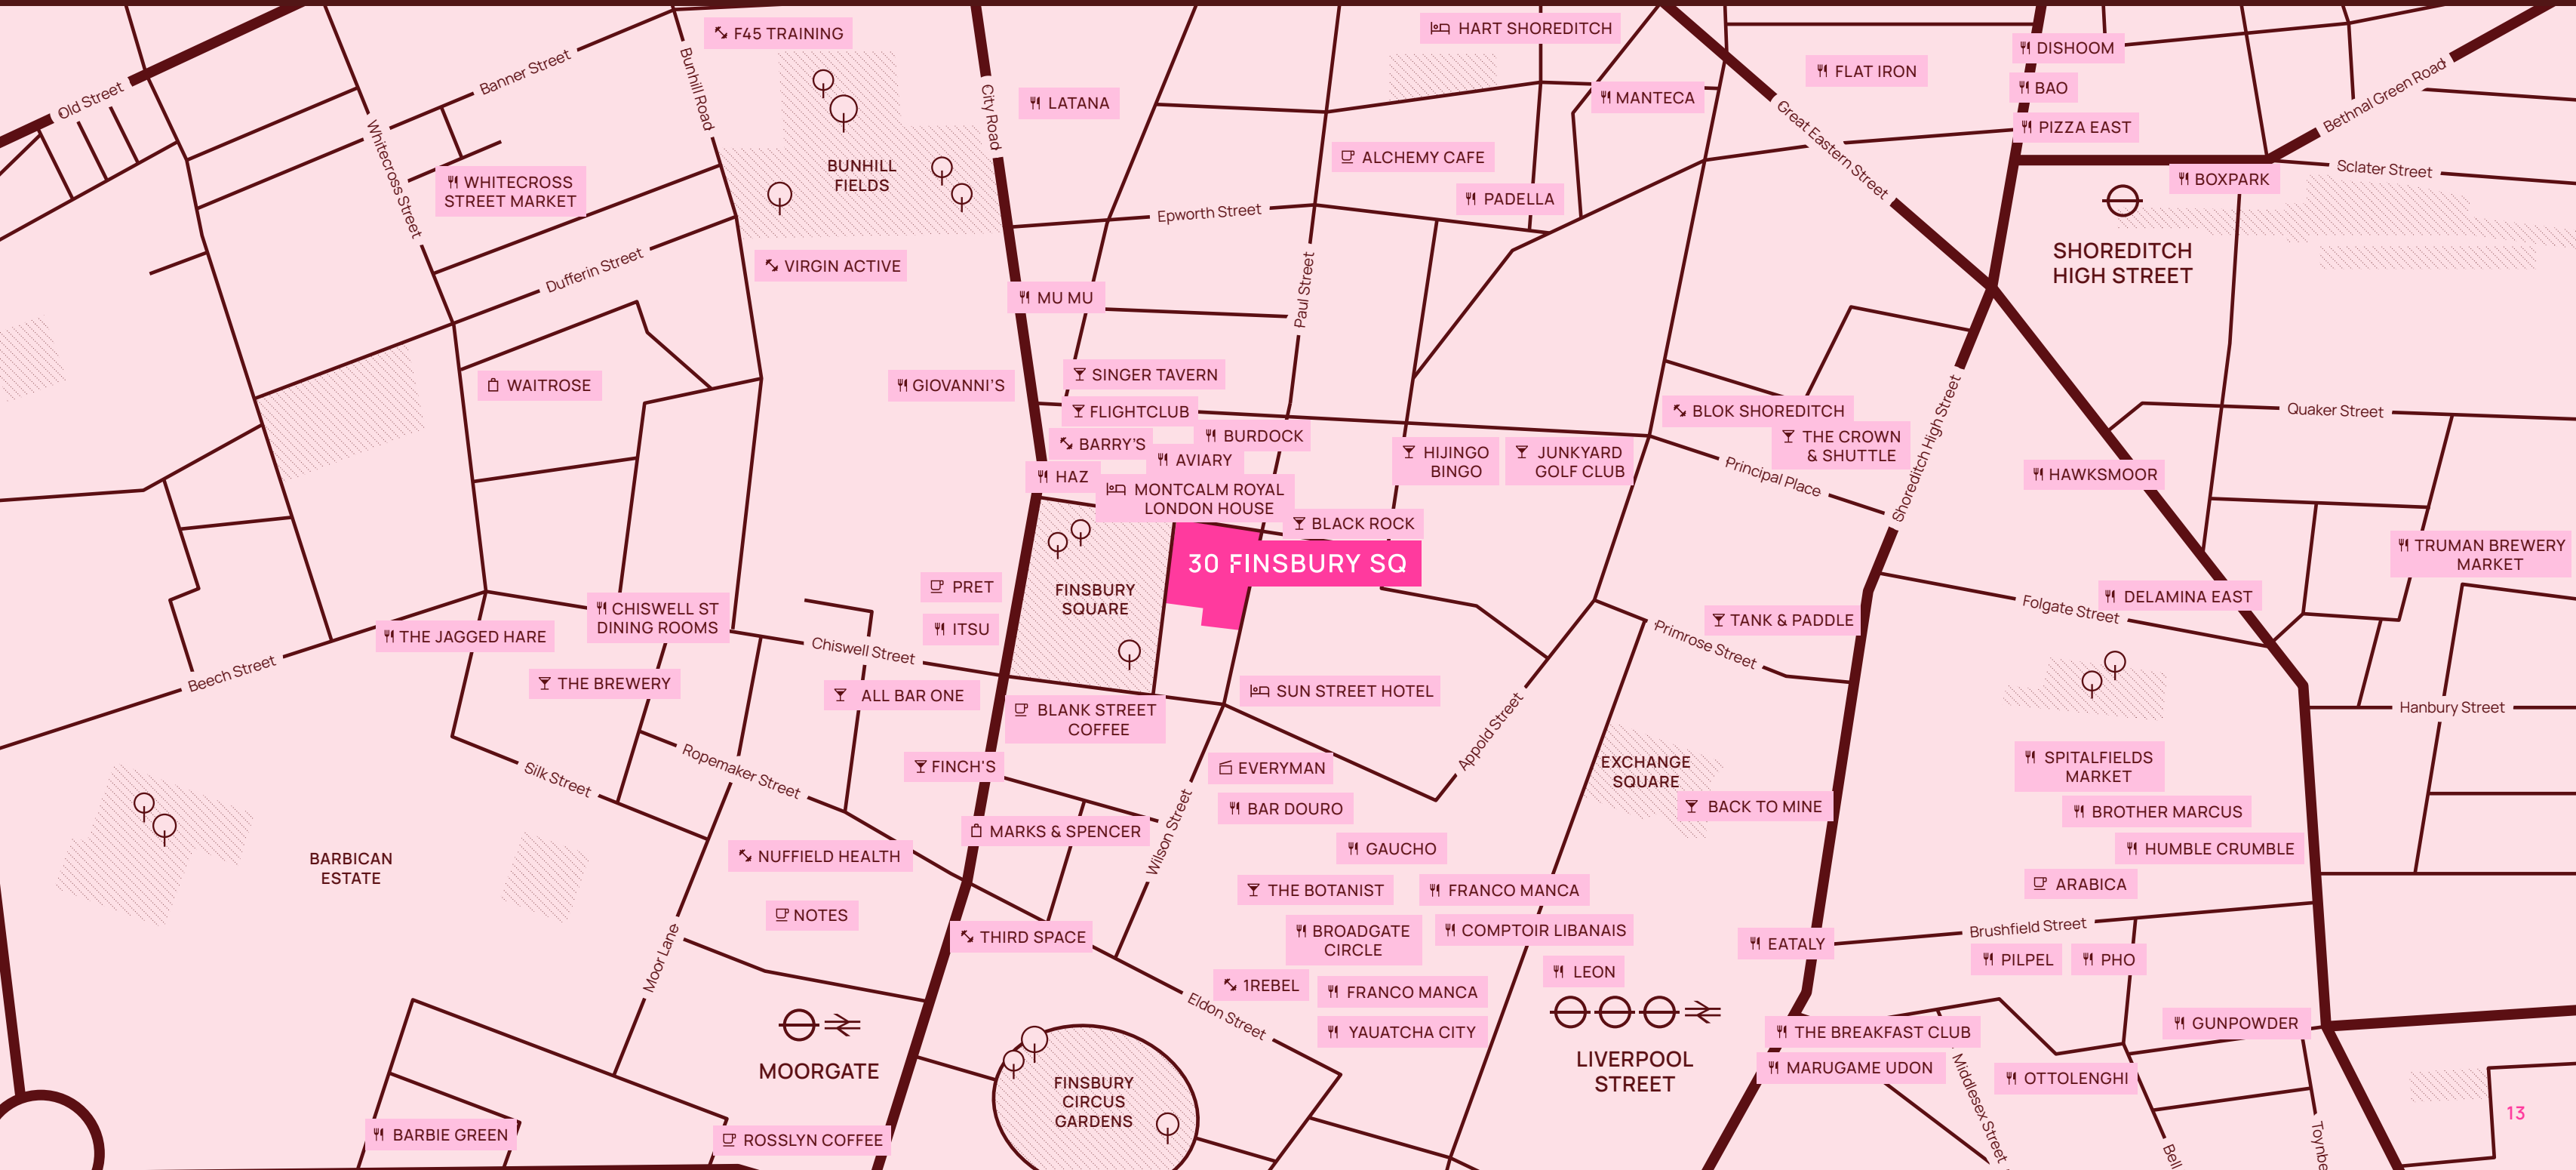 F45 TRAINING
HART SHOREDITCH
DISHOOM
FLAT IRON
BAO
MANTECA
LATANA
Old Street
Banner Street
Bunhill Road
City Road
Great Eastern Street
PIZZA EAST
Bethnal Green Road
Whitecross Street
WHITECROSS
STREET MARKET
BUNHILL
FIELDS
ALCHEMY CAFE
PADELLA
BOXPARK
Sclater Street
Epworth Street
SHOREDITCH
HIGH STREET
Dufferin Street
VIRGIN ACTIVE
MU MU
Paul Street
WAITROSE
GIOVANNI'S
SINGER TAVERN
FLIGHTCLUB
BARRY'S
BURDOCK
AVIARY
HAZ
MONTCALM ROYAL
LONDON HOUSE
HIJINGO
BINGO
JUNKYARD
GOLF CLUB
BLOK SHOREDITCH
THE CROWN
& SHUTTLE
Principal Place
Shoreditch High Street
Quaker Street
HAWKSMOOR
BLACK ROCK
30 FINSBURY SQ
TRUMAN BREWERY
MARKET
PRET
FINSBURY
SQUARE
ITSU
CHISWELL ST
DINING ROOMS
THE JAGGED HARE
Beech Street
Chiswell Street
THE BREWERY
ALL BAR ONE
BLANK STREET
COFFEE
SUN STREET HOTEL
TANK & PADDLE
Primrose Street
Folgate Street
DELAMINA EAST
Hanbury Street
Appold Street
Silk Street
Ropemaker Street
FINCH'S
EVERYMAN
BAR DOURO
EXCHANGE
SQUARE
BACK TO MINE
SPITALFIELDS
MARKET
BROTHER MARCUS
HUMBLE CRUMBLE
ARABICA
MARKS & SPENCER
Wilson Street
GAUCHO
NUFFIELD HEALTH
BARBICAN
ESTATE
THE BOTANIST
FRANCO MANCA
NOTES
THIRD SPACE
BROADGATE
CIRCLE
COMPTOIR LIBANAIS
EATALY
Brushfield Street
PILPEL
PHO
LEON
Moor Lane
1REBEL
FRANCO MANCA
Eldon Street
YAUATCHA CITY
THE BREAKFAST CLUB
GUNPOWDER
MOORGATE
LIVERPOOL
STREET
MARUGAME UDON
OTTOLENGHI
Middlesex Street
FINSBURY
CIRCUS
GARDENS
BARBIE GREEN
ROSSLYN COFFEE
Bell
Toynbe
13